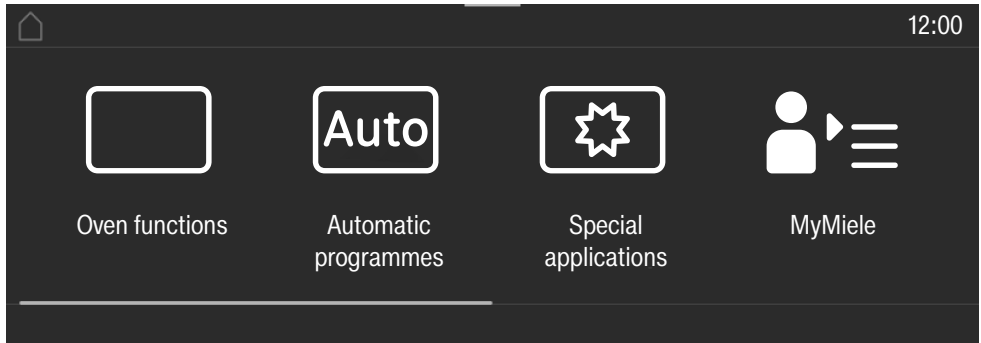 12:00
Auto
Oven functions
Automatic
programmes
Special
applications
MyMiele